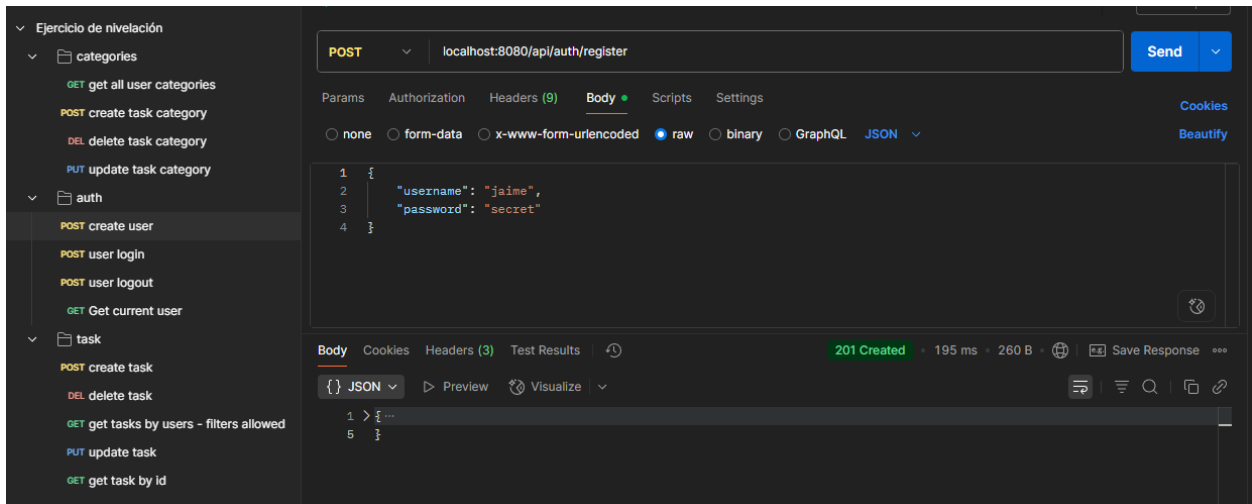 Ejercicio de nivelación
categories
GET get all user categories
POST create task category
DEL delete task category
PUT update task category
auth
POST create user
POST user login
POST user logout
GET Get current user
task
POST create task
DEL delete task
GET get tasks by users - filters allowed
PUT update task
GET get task by id
POST localhost:8080/api/auth/register Send
Params Authorization Headers (9) Body Scripts Settings Cookies
none form-data x-www-form-urlencoded raw binary GraphQL JSON Beautify
1 {
2 "username": "jaime",
3 "password": "secret"
4 }
Body Cookies Headers (3) Test Results 201 Created 195 ms 260 B Save Response
{} JSON Preview Visualize
1 { ...
5 }